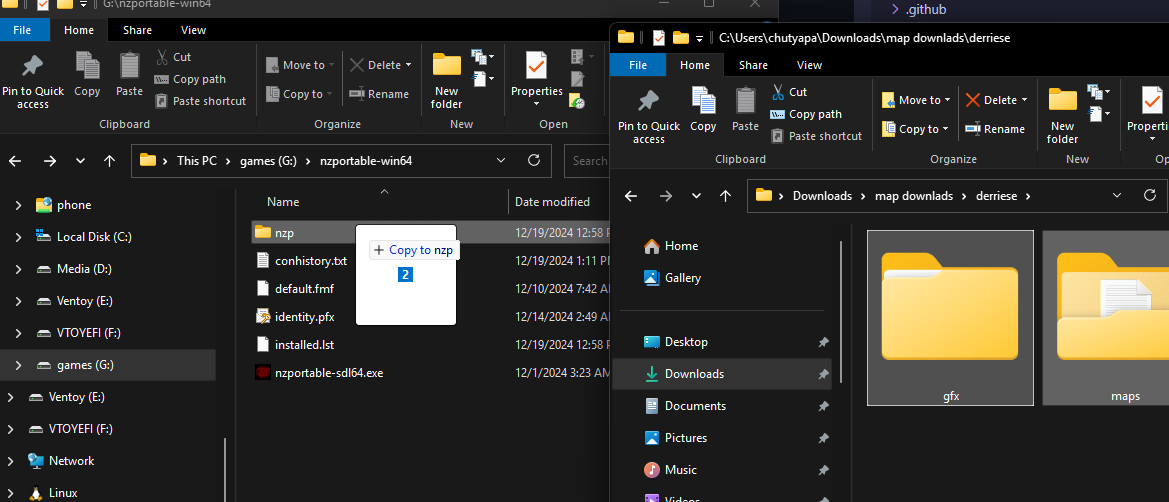 G:\nzportable-win64
File Home Share View
Pin to Quick access
Copy
Paste
Cut
Copy path
Paste shortcut
Clipboard
Move to
Copy to
Delete
Rename
Organize
New folder
New
Properties
Open
This PC games (G:) nzportable-win64
Search
phone
Local Disk (C:)
Media (D:)
Ventoy (E:)
VTOYEFI (F:)
games (G:)
Ventoy (E:)
VTOYEFI (F:)
Network
Linux
Name Date modified
nzp 12/19/2024 12:58 P
conhistory.txt 12/19/2024 1:11 PM
default.fmf 12/10/2024 7:42 AM
identity.pfx 12/14/2024 2:49 AM
installed.lst 12/19/2024 12:58 P
nzportable-sdl64.exe 12/1/2024 3:23 AM
+ Copy to nzp
2
.github
C:\Users\chutyapa\Downloads\map downlads\derriese
File Home Share View
Pin to Quick access
Copy
Paste
Cut
Copy path
Paste shortcut
Clipboard
Move to
Copy to
Delete
Rename
Organize
New folder
New
Properti
Op
Downloads map downlads derriese
Home
Gallery
Desktop
Downloads
Documents
Pictures
Music
Videos
gfx
maps